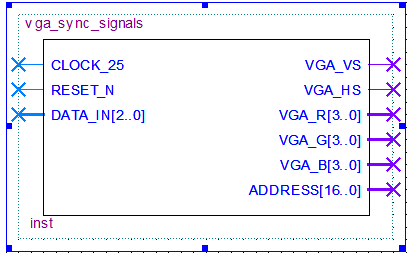 vga_sync_signals
CLOCK_25
RESET_N
DATA_IN[2..0]
VGA_VS
VGA_HS
VGA_R[3..0]
VGA_G[3..0]
VGA_B[3..0]
ADDRESS[16..0]
inst